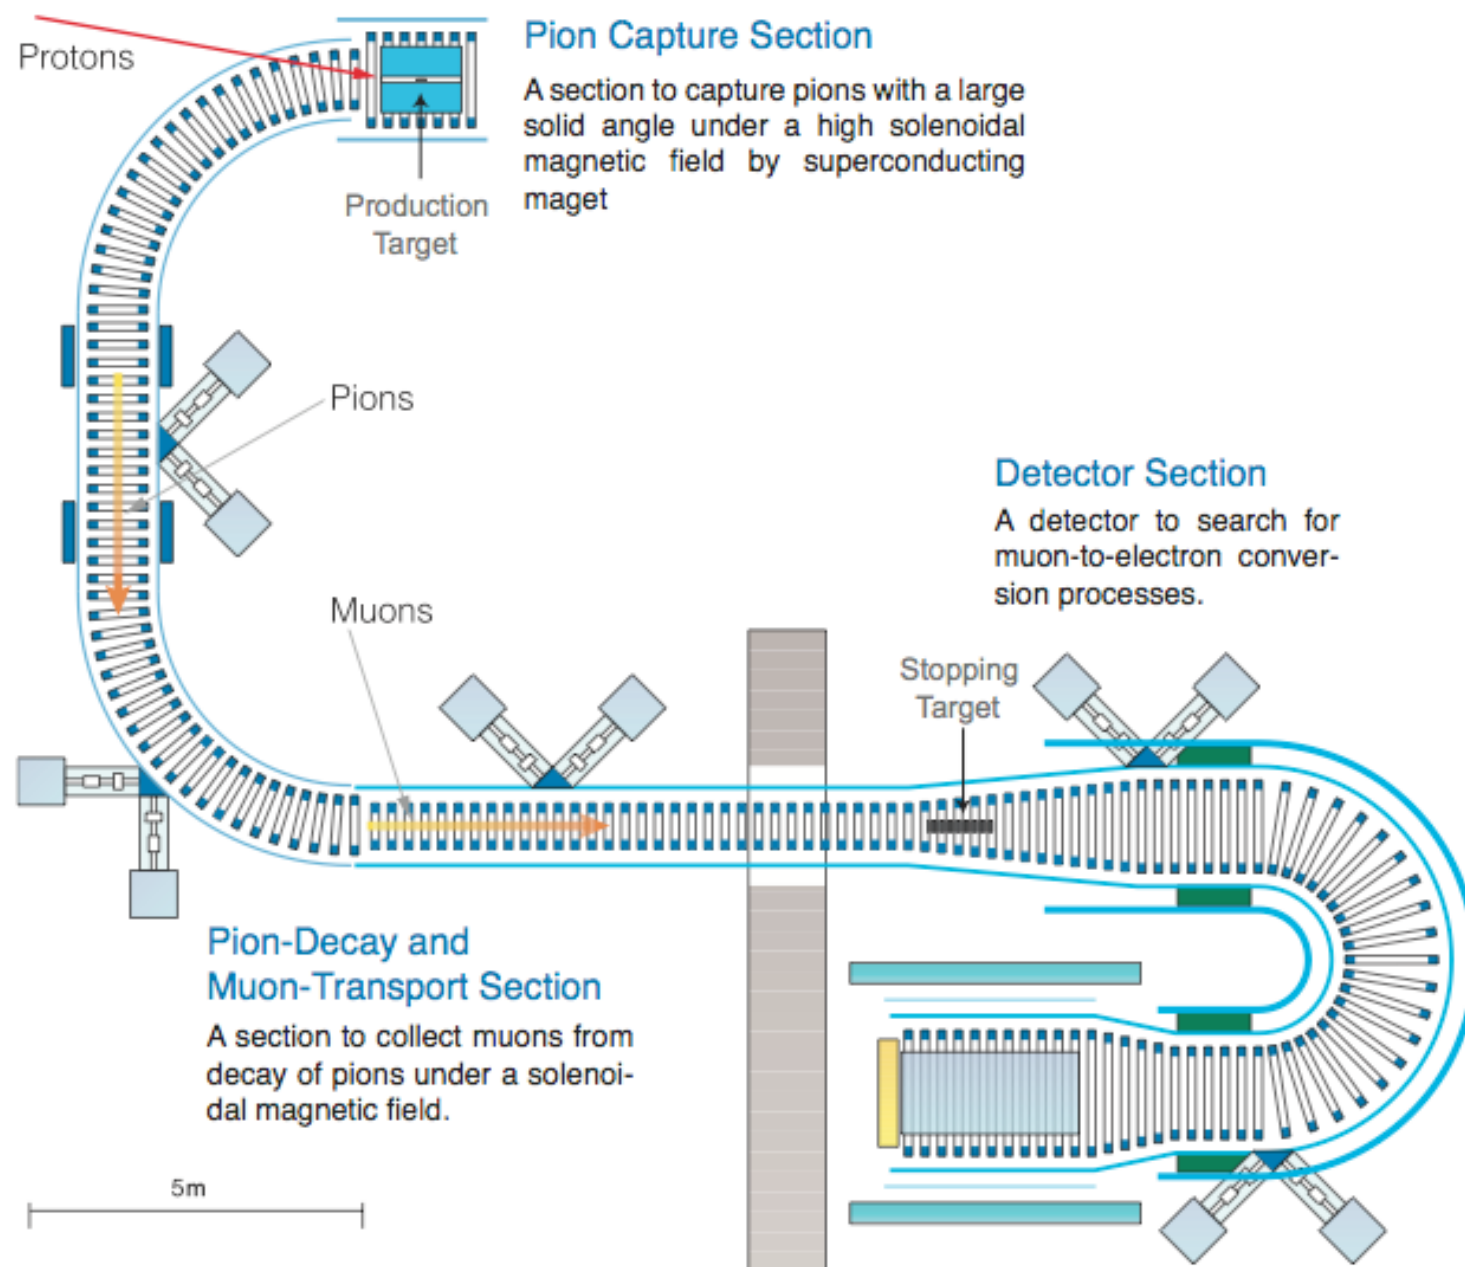 Protons
Pion Capture Section
A section to capture pions with a large
solid angle under a high solenoidal
magnetic field by superconducting
maget
Production
Target
Pions
Detector Section
A detector to search for
muon-to-electron conver-
sion processes.
Muons
Stopping
Target
Pion-Decay and
Muon-Transport Section
A section to collect muons from
decay of pions under a solenoi-
dal magnetic field.
5m